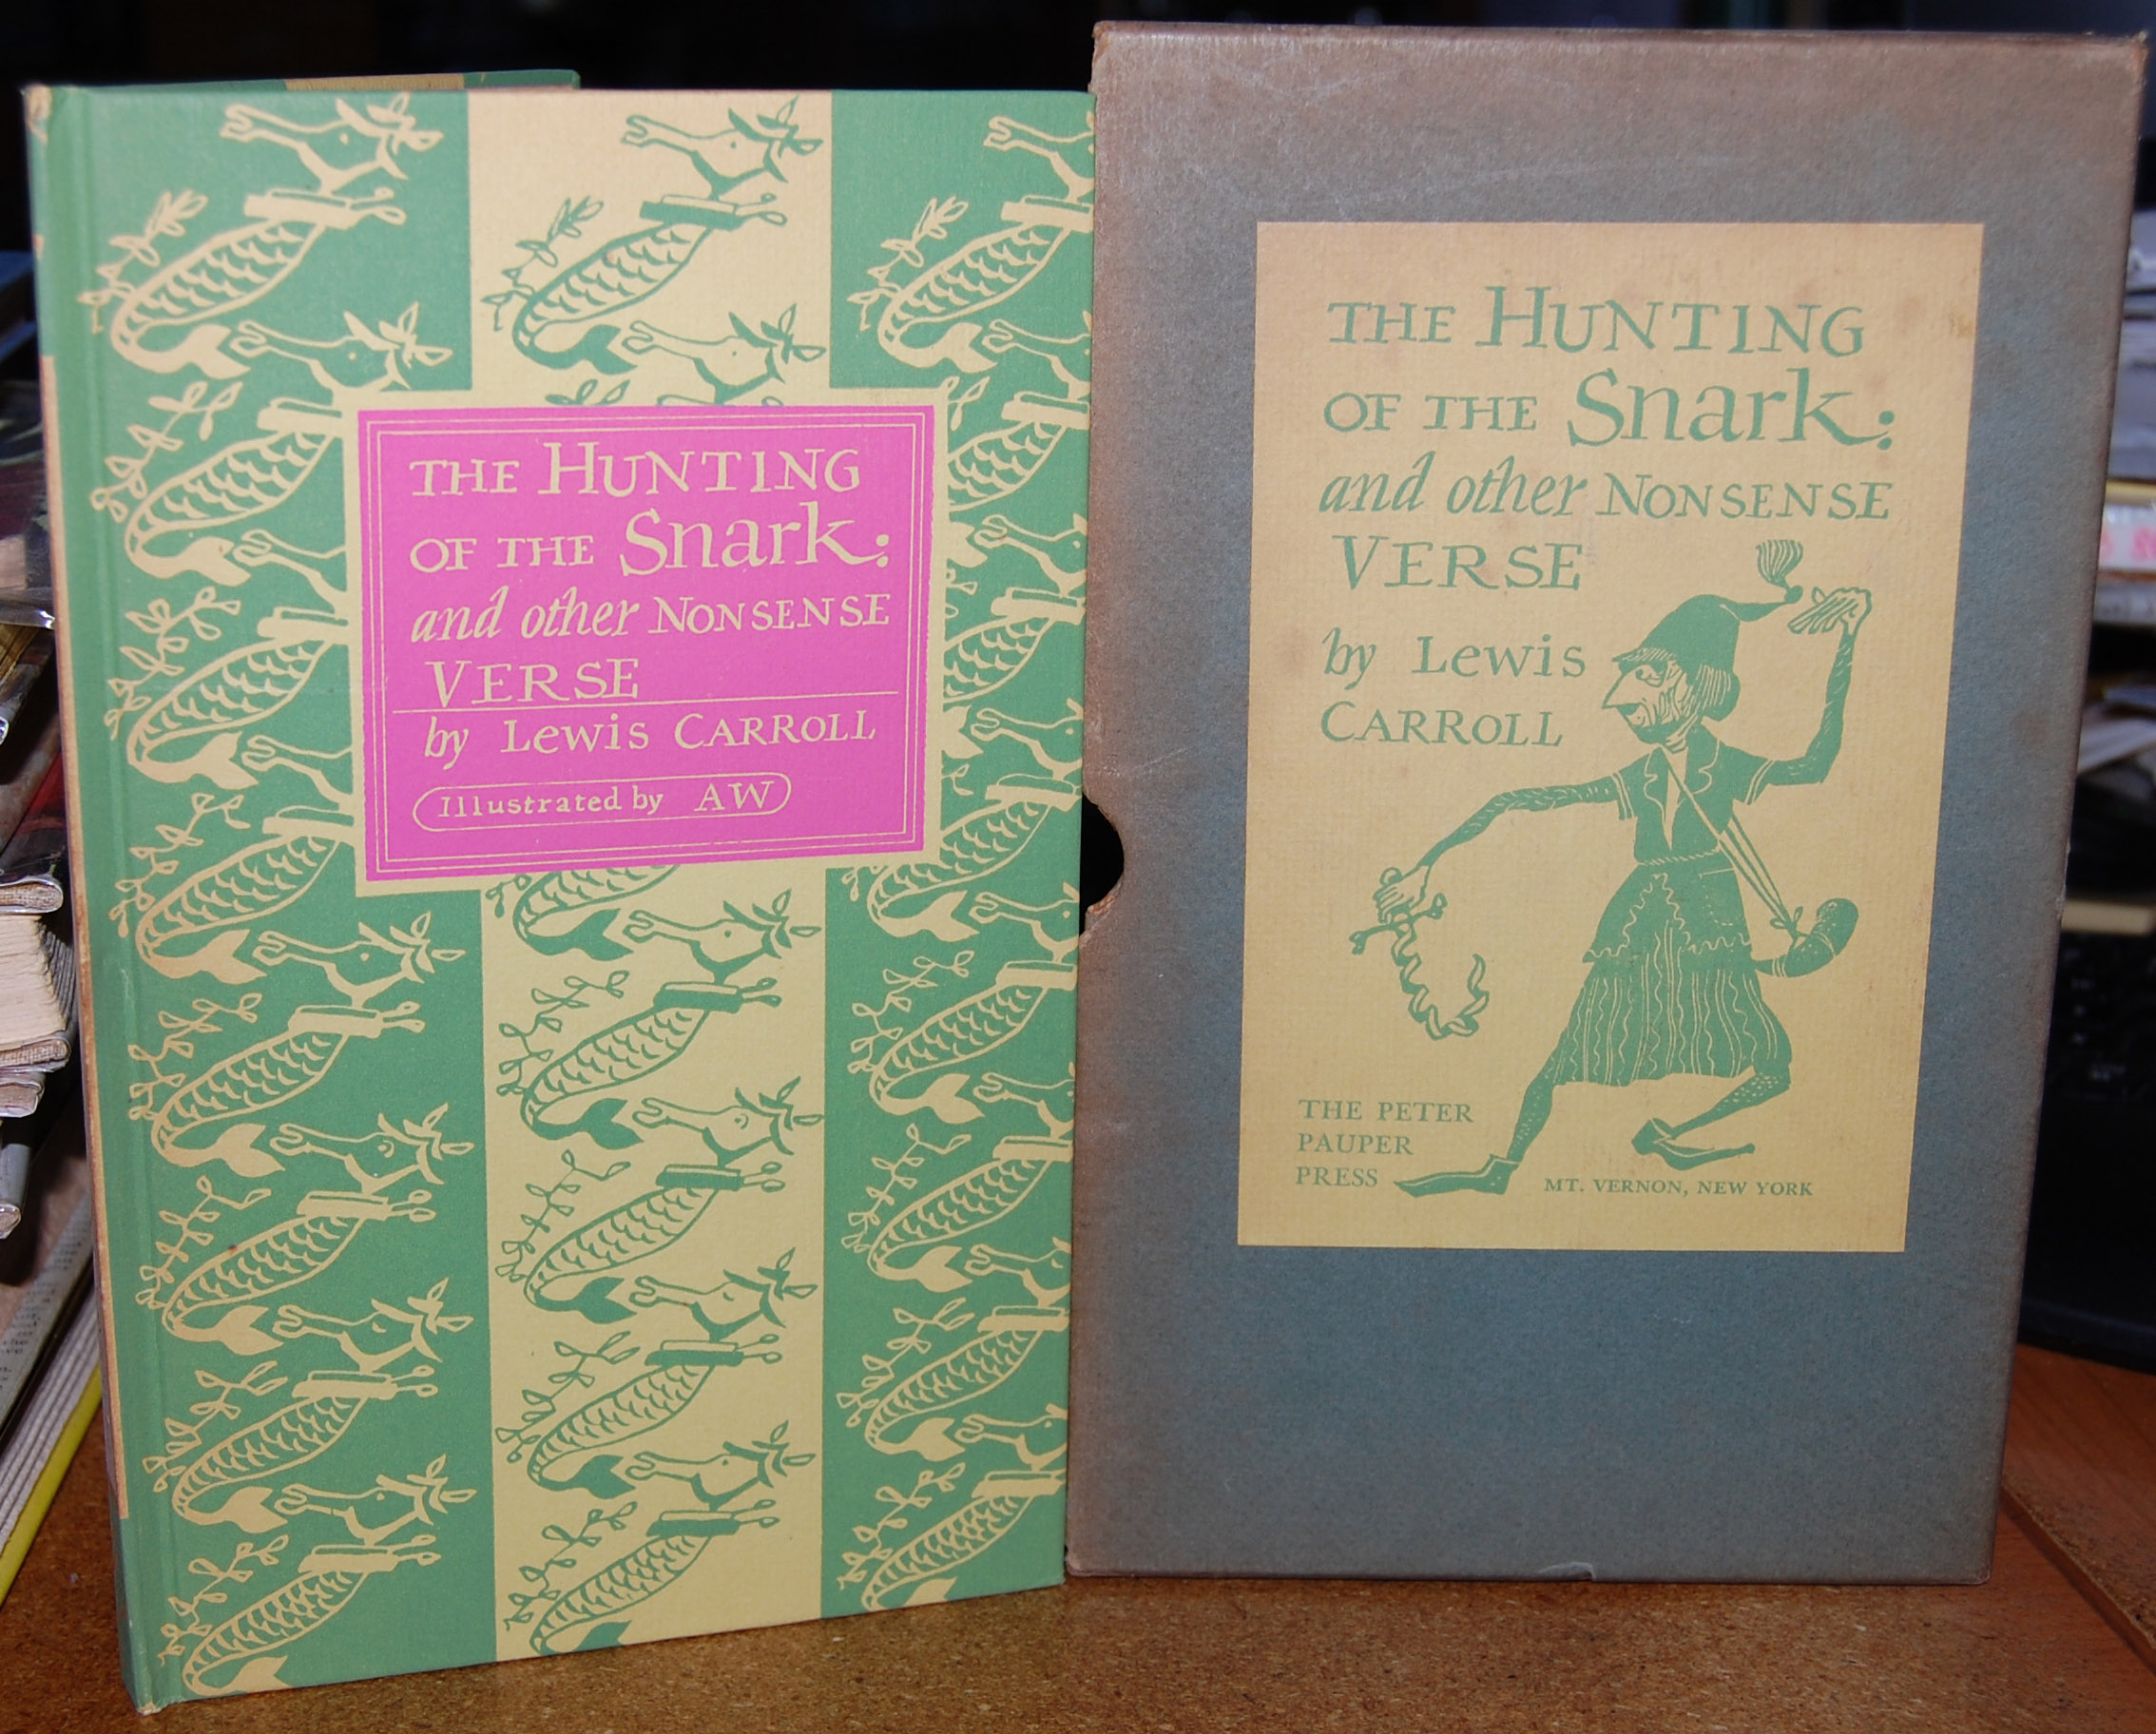 THE HUNTING
OF THE Snark:
and other NONSENSE
VERSE
by Lewis CARROLL
Illustrated by AW
THE HUNTING
OF THE Snark:
and other NONSENSE
VERSE
by Lewis
CARROLL
THE PETER
PAUPER
PRESS
MT. VERNON, NEW YORK